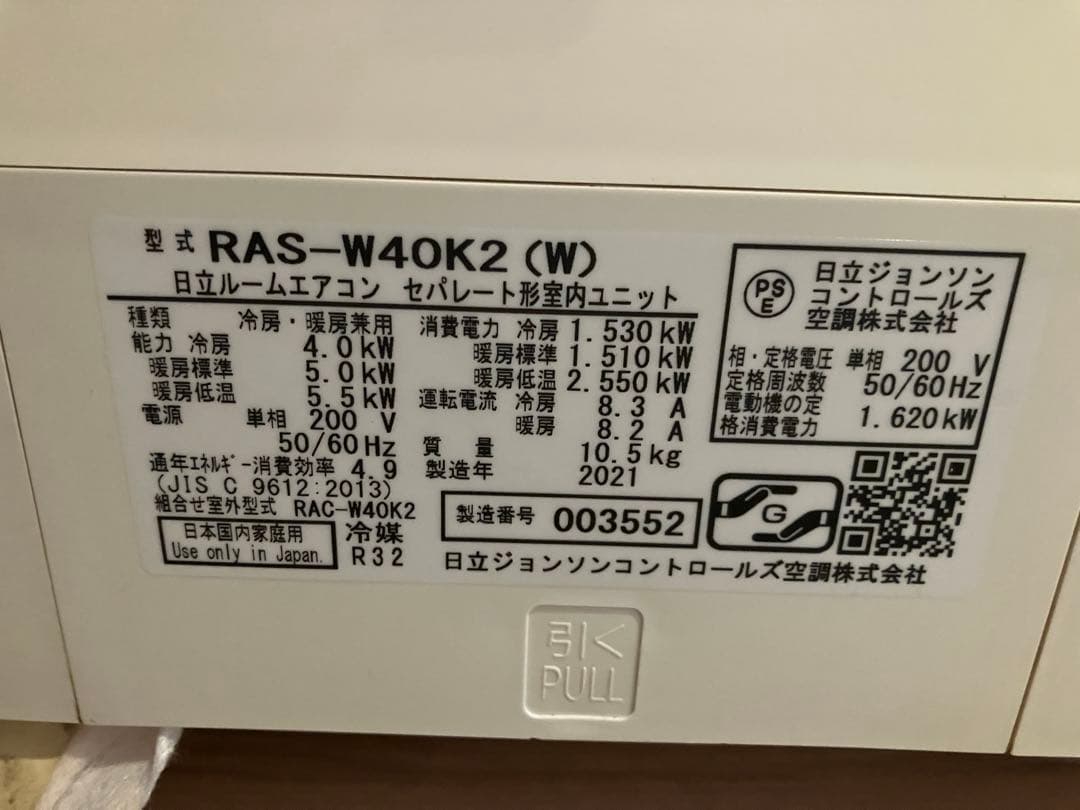 型式 RAS-W40K2(W)
日立ルームエアコン セパレート形室内ユニット
種類 冷房・暖房兼用
能力 冷房 4.0kW
暖房標準 5.0kW
暖房低温 5.5kW
電源 単相 200 V
50/60Hz
通年エネルギー消費効率 4.9
(JIS C 9612:2013)
組合せ室外型式 RAC-W40K2
日本国内家庭用
Use only in Japan.
冷媒
R32
消費電力 冷房 1.530kW
暖房標準 1.510kW
暖房低温 2.550kW
運転電流 冷房 8.3 A
暖房 8.2 A
質量 10.5kg
製造年 2021
製造番号 003552
日立ジョンソンコントロールズ空調株式会社
PS
E
日立ジョンソン
コントロールズ
空調株式会社
相・定格電圧 単相 200 V
定格周波数 50/60Hz
電動機の定
格消費電力 1.620kW
G
引く
PULL